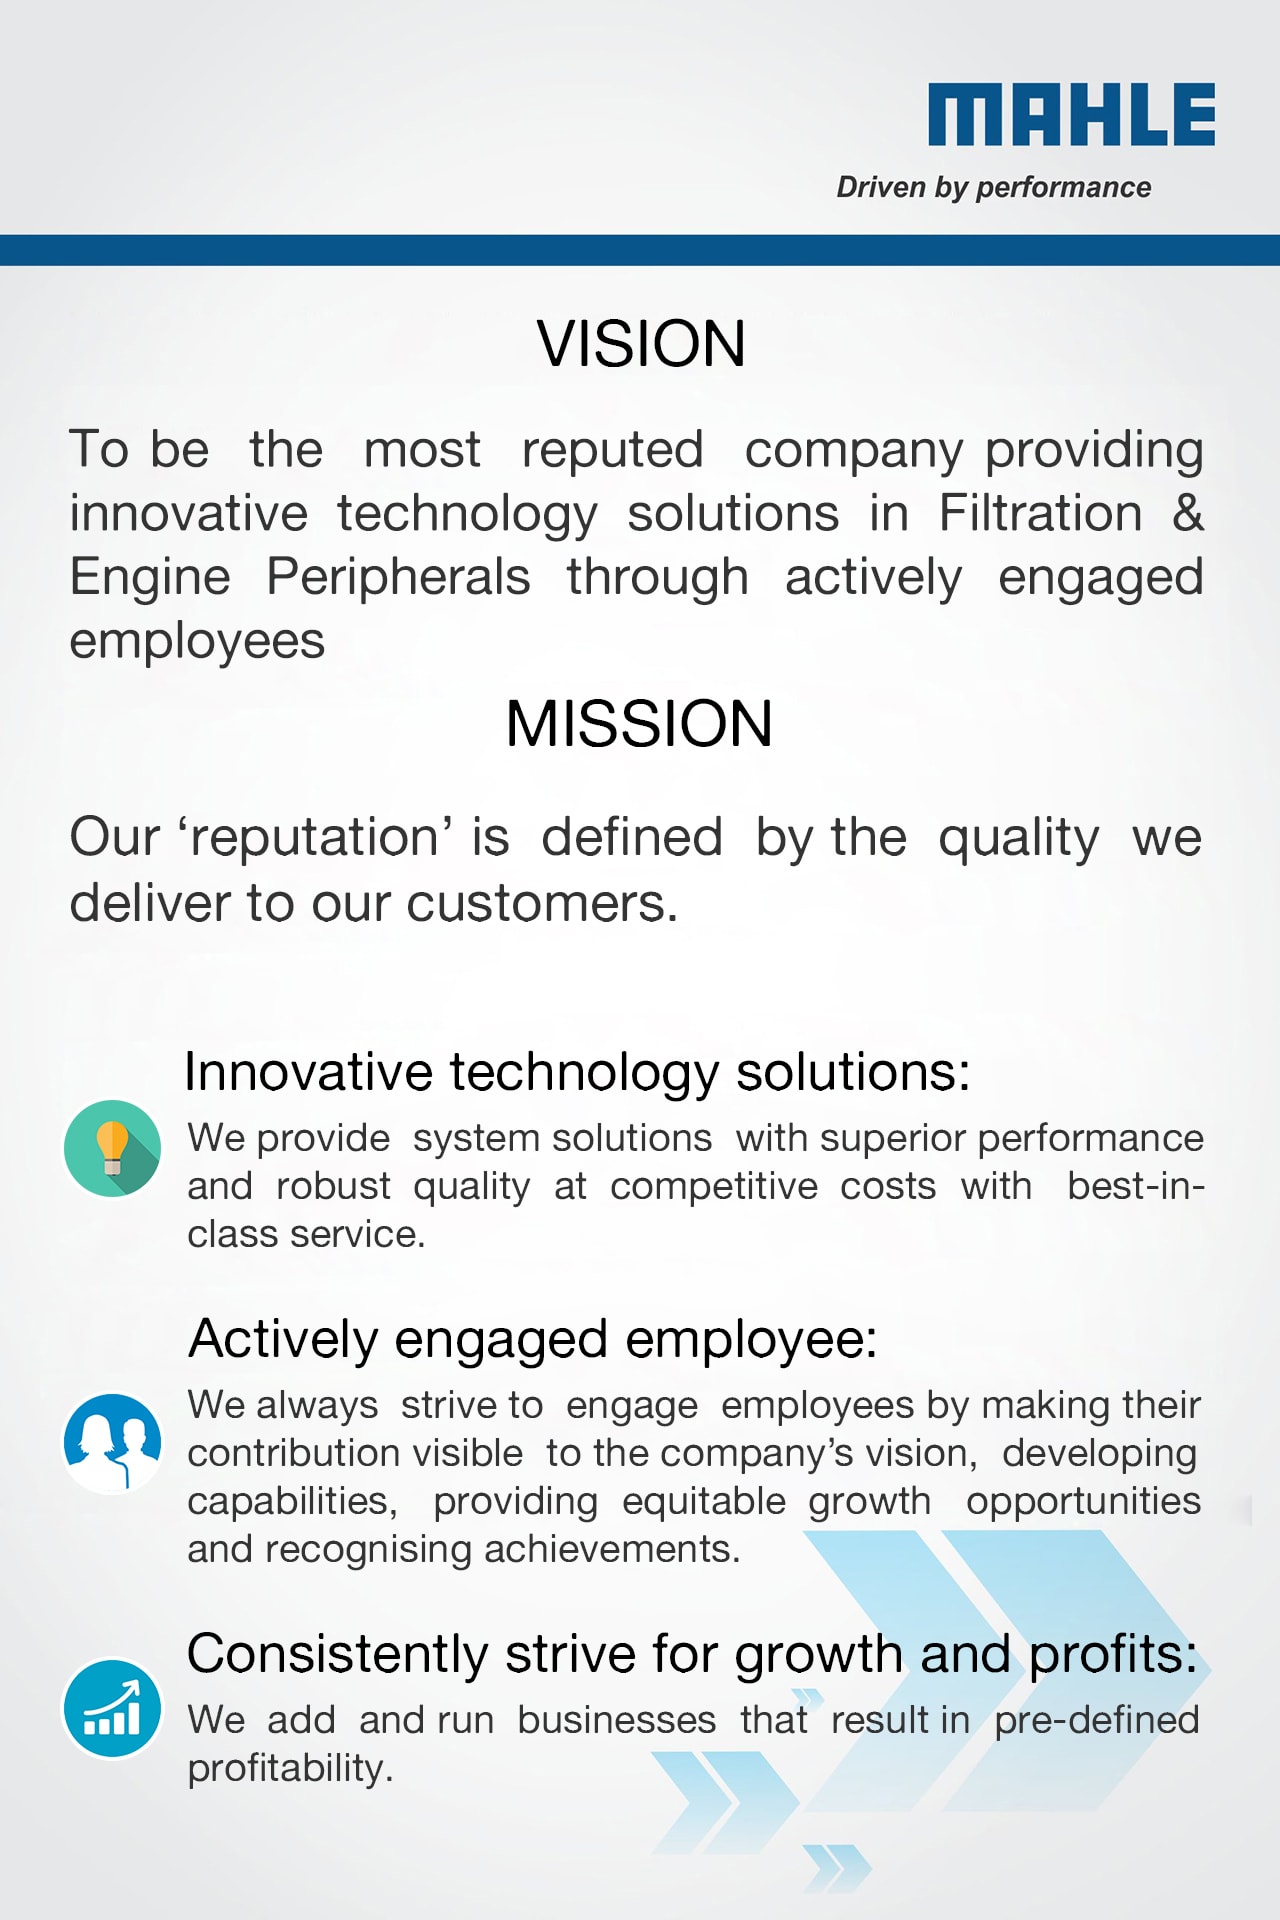 MAHLE
Driven by performance
VISION
To be the most reputed company providing
innovative technology solutions in Filtration &
Engine Peripherals through actively engaged
employees
MISSION
Our ‘reputation’ is defined by the quality we
deliver to our customers.
Innovative technology solutions:
We provide system solutions with superior performance
and robust quality at competitive costs with best-in-
class service.
Actively engaged employee:
We always strive to engage employees by making their
contribution visible to the company’s vision, developing
capabilities, providing equitable growth opportunities
and recognising achievements.
Consistently strive for growth and profits:
We add and run businesses that result in pre-defined
profitability.